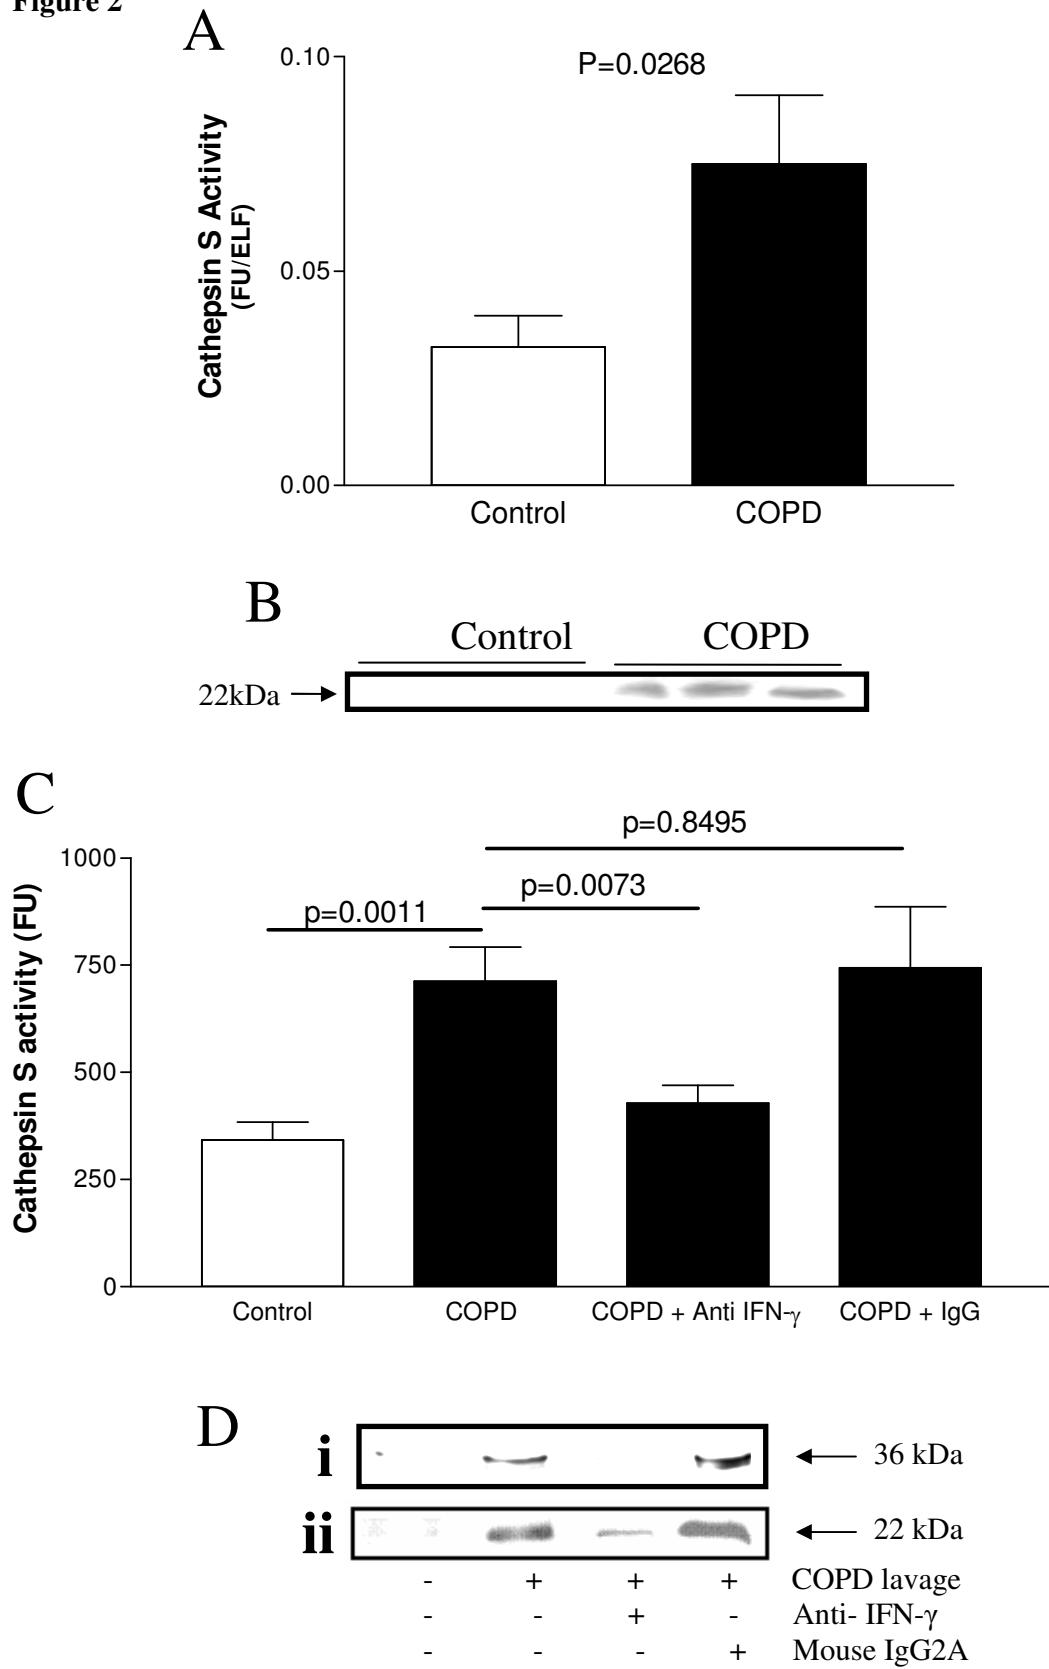 Figure 2
A
P=0.0268
0.10
0.05
0.00
Cathepsin S Activity
(FU/ELF)
Control
COPD
B
Control
COPD
22kDa
C
p=0.8495
p=0.0073
p=0.0011
1000
750
500
250
0
Cathepsin S activity (FU)
Control
COPD
COPD + Anti IFN-γ
COPD + IgG
D
i
36 kDa
ii
22 kDa
- + + + COPD lavage
- - + - Anti- IFN-γ
- - - + Mouse IgG2A